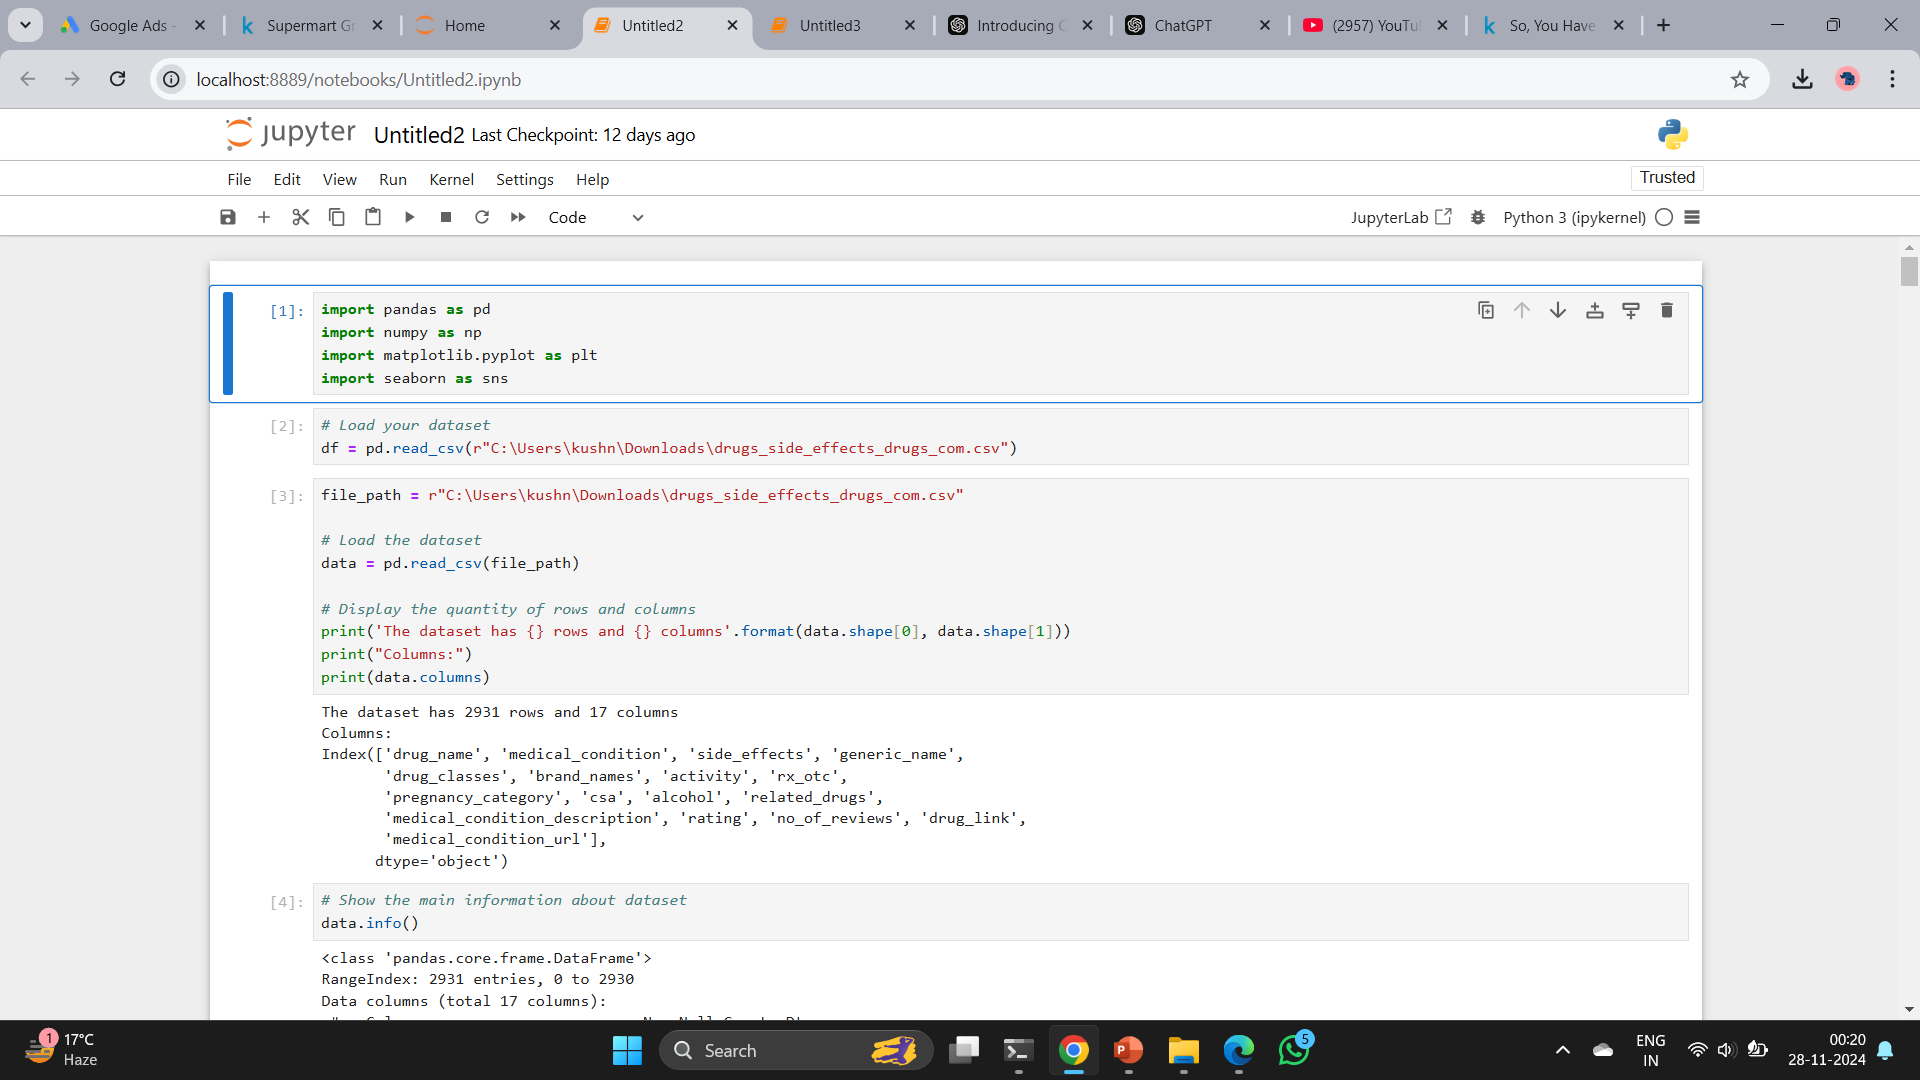 Google Ads -
Supermart Gr
Home
Untitled2
Untitled3
Introducing C
ChatGPT
(2957) YouTu
So, You Have
localhost:8889/notebooks/Untitled2.ipynb
jupyter Untitled2 Last Checkpoint: 12 days ago
File Edit View Run Kernel Settings Help
Trusted
Code
JupyterLab
Python 3 (ipykernel)
[1]: import pandas as pd
import numpy as np
import matplotlib.pyplot as plt
import seaborn as sns
[2]: # Load your dataset
df = pd.read_csv(r"C:\Users\kushn\Downloads\drugs_side_effects_drugs_com.csv")
[3]: file_path = r"C:\Users\kushn\Downloads\drugs_side_effects_drugs_com.csv"
# Load the dataset
data = pd.read_csv(file_path)
# Display the quantity of rows and columns
print('The dataset has {} rows and {} columns'.format(data.shape[0], data.shape[1]))
print("Columns:")
print(data.columns)
The dataset has 2931 rows and 17 columns
Columns:
Index(['drug_name', 'medical_condition', 'side_effects', 'generic_name',
'drug_classes', 'brand_names', 'activity', 'rx_otc',
'pregnancy_category', 'csa', 'alcohol', 'related_drugs',
'medical_condition_description', 'rating', 'no_of_reviews', 'drug_link',
'medical_condition_url'],
dtype='object')
[4]: # Show the main information about dataset
data.info()
<class 'pandas.core.frame.DataFrame'>
RangeIndex: 2931 entries, 0 to 2930
Data columns (total 17 columns):
1
17°C
Haze
Search
5
ENG
IN
00:20
28-11-2024